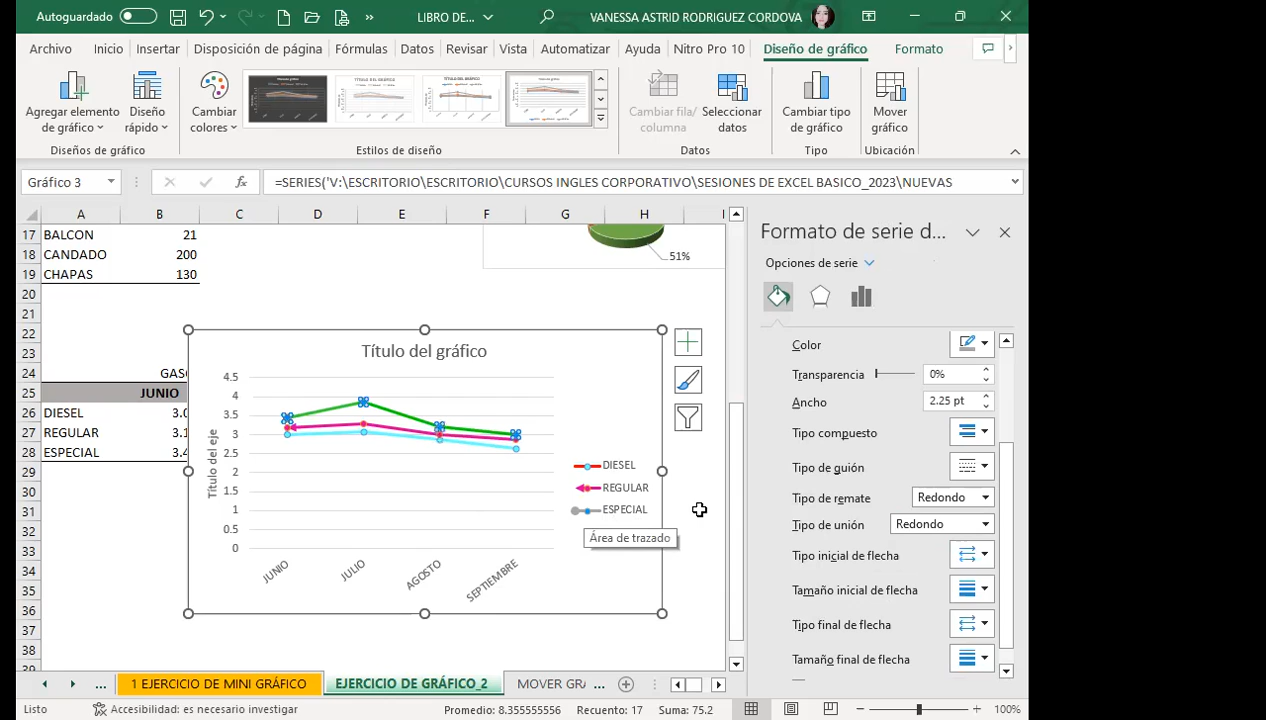 Autoguardado LIBRO DE... VANESSA ASTRID RODRIGUEZ CORDOVA
Archivo Inicio Insertar Disposición de página Fórmulas Datos Revisar Vista Automatizar Ayuda Nitro Pro 10 Diseño de gráfico Formato
Agregar elemento de gráfico
Diseño rápido
Cambiar colores
Cambiar fila/ columna
Seleccionar datos
Cambiar tipo de gráfico
Mover gráfico
Diseños de gráfico Estilos de diseño Datos Tipo Ubicación
Gráfico 3 fx =SERIES('V:\ESCRITORIO\ESCRITORIO\CURSOS INGLES CORPORATIVO\SESIONES DE EXCEL BASICO_2023\NUEVAS
A B C D E F G H I
17 BALCON 21
18 CANDADO 200
19 CHAPAS 130
20
21
22
23
24 GASO
25 JUNIO
26 DIESEL 3.0
27 REGULAR 3.1
28 ESPECIAL 3.4
29
30
31
32
33
34
35
36
37
38
39
51%
Título del gráfico
Título del eje
4.5
4
3.5
3
2.5
2
1.5
1
0.5
0
JUNIO JULIO AGOSTO SEPTIEMBRE
DIESEL
REGULAR
ESPECIAL
Área de trazado
Formato de serie d...
Opciones de serie
Color
Transparencia 0%
Ancho 2.25 pt
Tipo compuesto
Tipo de guión
Tipo de remate Redondo
Tipo de unión Redondo
Tipo inicial de flecha
Tamaño inicial de flecha
Tipo final de flecha
Tamaño final de flecha
... 1 EJERCICIO DE MINI GRÁFICO EJERCICIO DE GRÁFICO_2 MOVER GRÁ ...
Listo Accesibilidad: es necesario investigar Promedio: 8.355555556 Recuento: 17 Suma: 75.2 100%